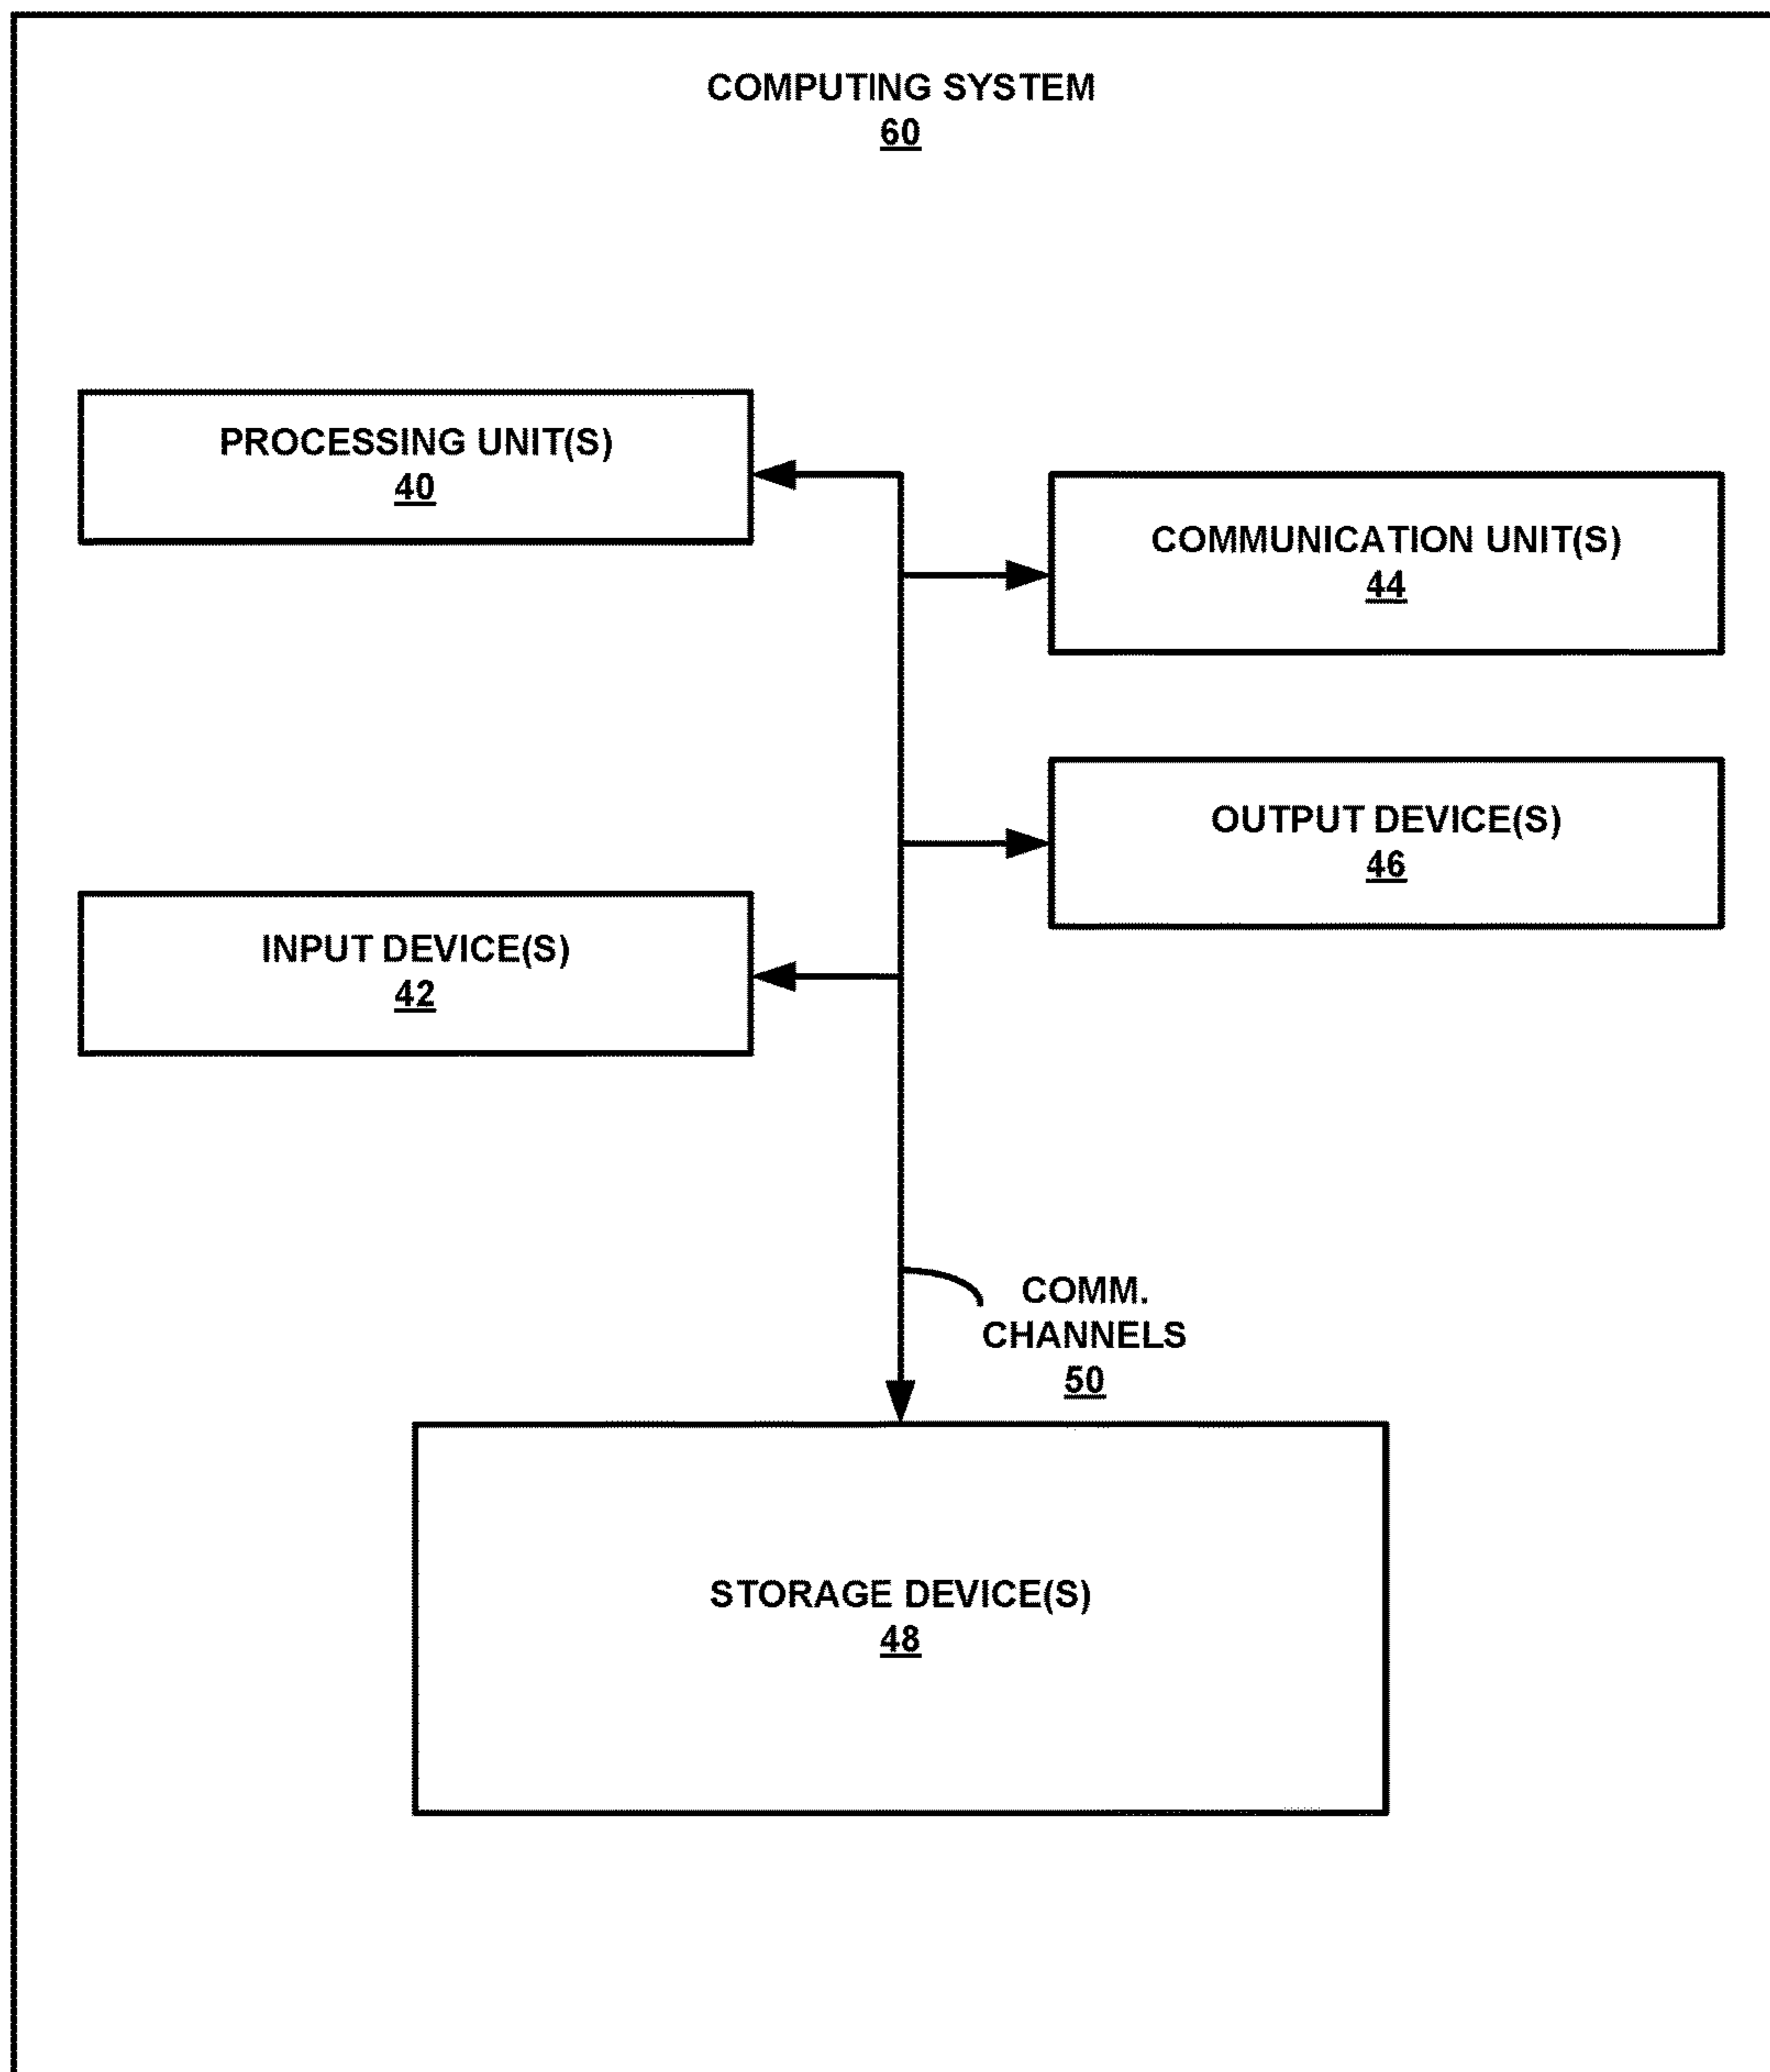 COMPUTING SYSTEM
60
PROCESSING UNIT(S)
40
COMMUNICATION UNIT(S)
44
OUTPUT DEVICE(S)
46
INPUT DEVICE(S)
42
COMM.
CHANNELS
50
STORAGE DEVICE(S)
48